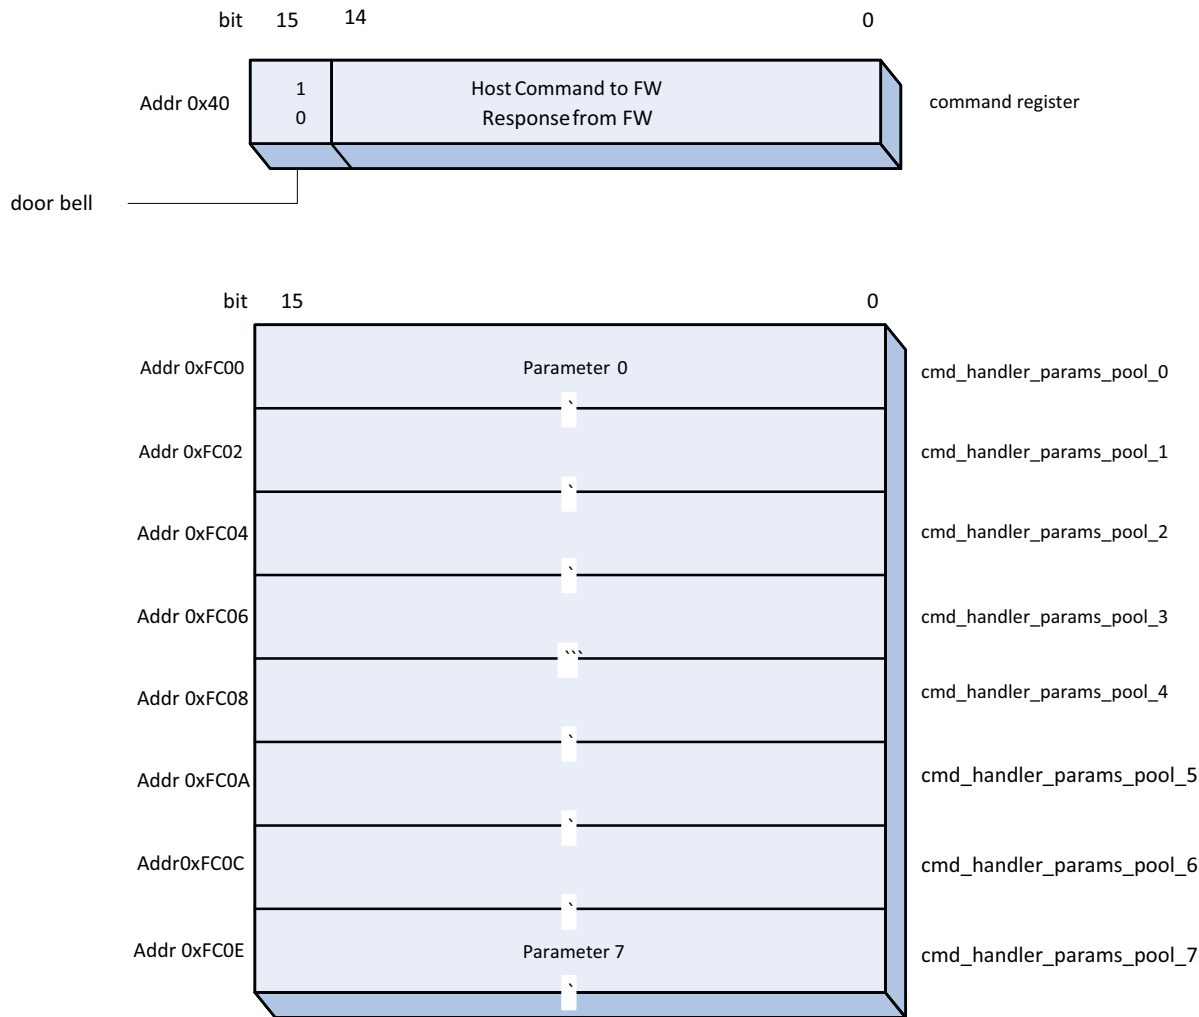 bit 15 14 0
Addr 0x40 1 Host Command to FW command register
0 Response from FW
door bell
bit 15 0
Addr 0xFC00 Parameter 0 cmd_handler_params_pool_0
`
Addr 0xFC02 cmd_handler_params_pool_1
`
Addr 0xFC04 cmd_handler_params_pool_2
`
Addr 0xFC06 cmd_handler_params_pool_3
```
Addr 0xFC08 cmd_handler_params_pool_4
`
Addr 0xFC0A cmd_handler_params_pool_5
`
Addr0xFC0C cmd_handler_params_pool_6
`
Addr 0xFC0E Parameter 7 cmd_handler_params_pool_7
`